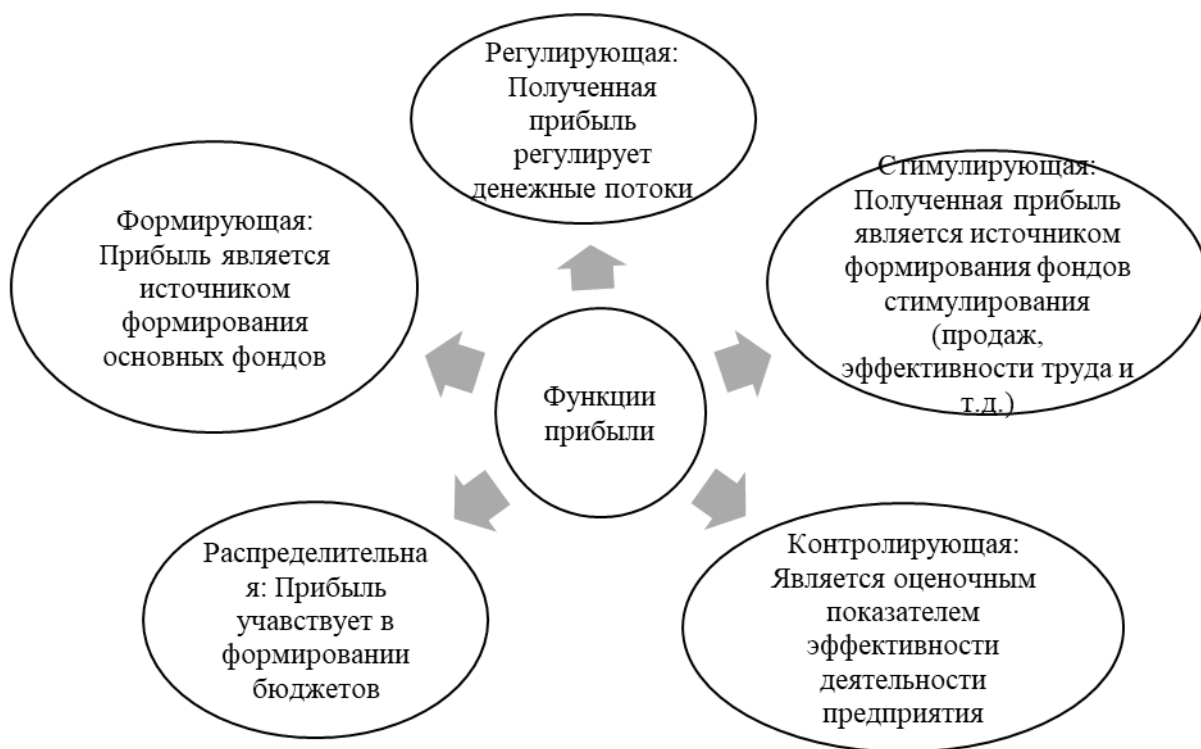 Регулирующая:
Полученная
прибыль
регулирует
денежные потоки
Стимулирующая:
Полученная прибыль
является источником
формирования фондов
стимулирования
(продаж,
эффективности труда и
т.д.)
Формирующая:
Прибыль является
источником
формирования
основных фондов
Функции
прибыли
Распределительна
я: Прибыль
учавствует в
формировании
бюджетов
Контролирующая:
Является оценочным
показателем
эффективности
деятельности
предприятия